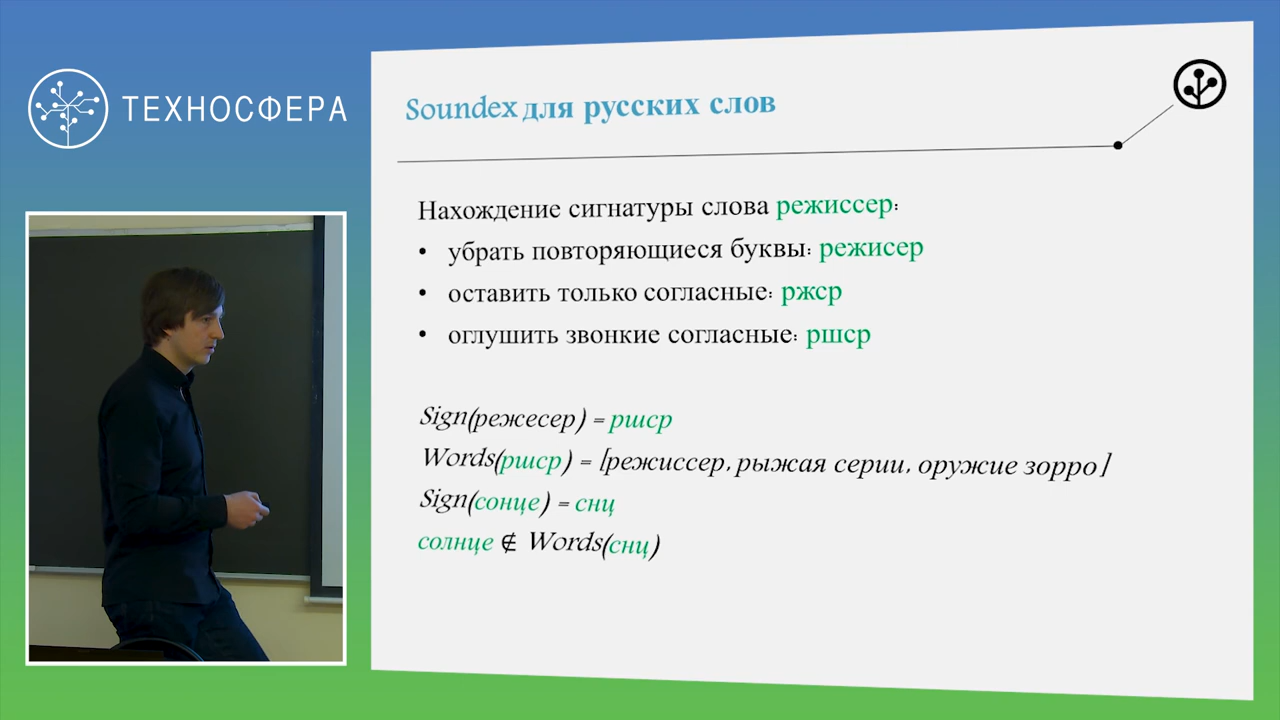 ТЕХНОСФЕРА
Soundex для русских слов
Нахождение сигнатуры слова режиссер:
• убрать повторяющиеся буквы: режисер
• оставить только согласные: ржср
• оглушить звонкие согласные: ршср
Sign(режесер) = ршср
Words(ршср) = [режиссер, рыжая серии, оружие зорро]
Sign(сонце) = снц
солнце ∉ Words(снц)